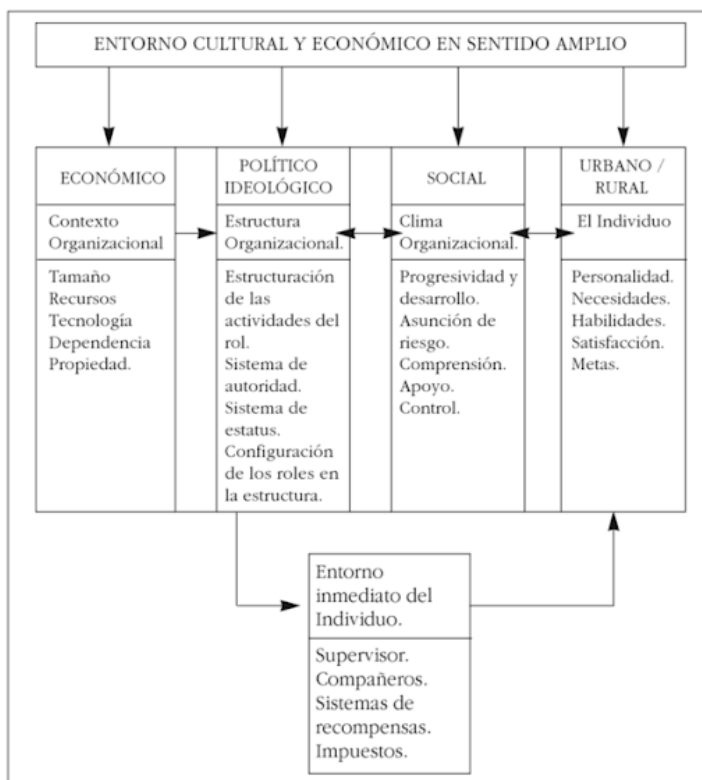 ENTORNO CULTURAL Y ECONÓMICO EN SENTIDO AMPLIO
ECONÓMICO
Contexto
Organizacional
Tamaño
Recursos
Tecnología
Dependencia
Propiedad.
POLÍTICO
IDEOLÓGICO
Estructura
Organizacional.
Estructuración
de las
actividades del
rol.
Sistema de
autoridad.
Sistema de
estatus.
Configuración
de los roles en
la estructura.
SOCIAL
Clima
Organizacional.
Progresividad y
desarrollo.
Asunción de
riesgo.
Comprensión.
Apoyo.
Control.
URBANO /
RURAL
El Individuo
Personalidad.
Necesidades.
Habilidades.
Satisfacción.
Metas.
Entorno
inmediato del
Individuo.
Supervisor.
Compañeros.
Sistemas de
recompensas.
Impuestos.